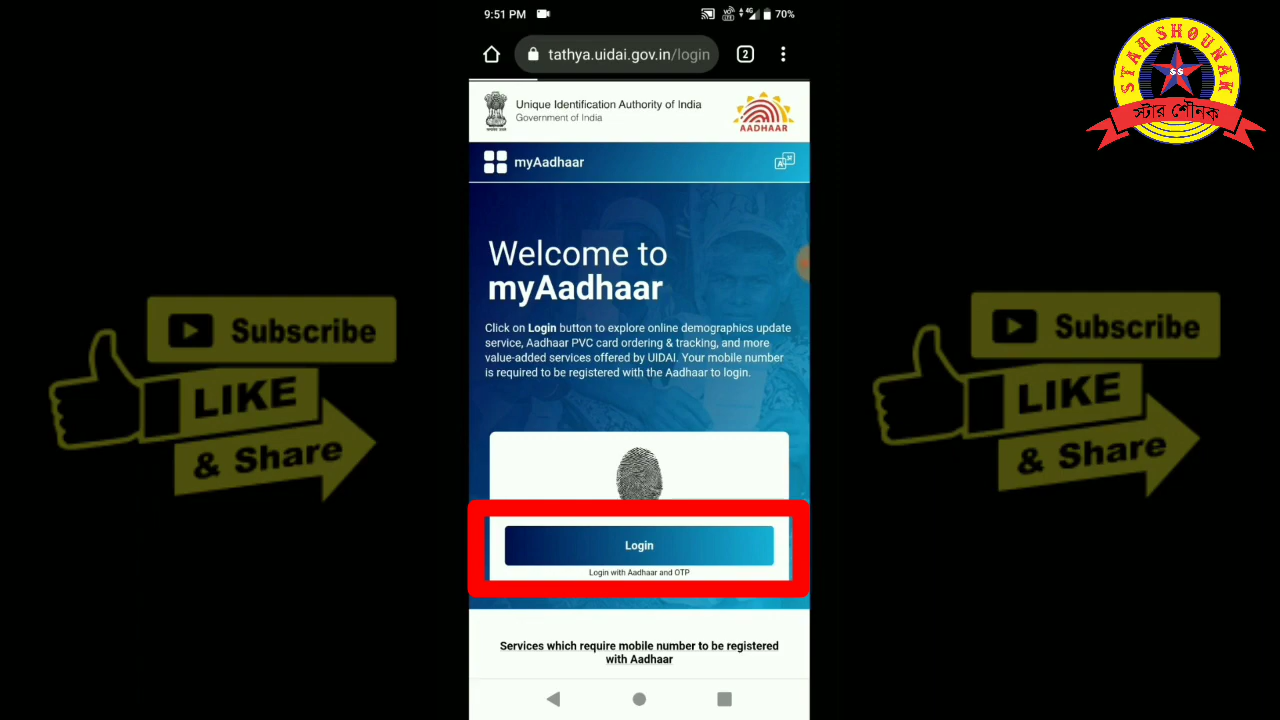 9:51 PM
VO
LTE
4G
70%
tathya.uidai.gov.in/login
2
Unique Identification Authority of India
Government of India
AADHAAR
myAadhaar
Welcome to
myAadhaar
Click on Login button to explore online demographics update
service, Aadhaar PVC card ordering & tracking, and more
value-added services offered by UIDAI. Your mobile number
is required to be registered with the Aadhaar to login.
Login
Login with Aadhaar and OTP
Services which require mobile number to be registered
with Aadhaar
Subscribe
LIKE
& Share
Subscribe
LIKE
& Share
STAR SHOUNAK
SS
স্টার শৌনক